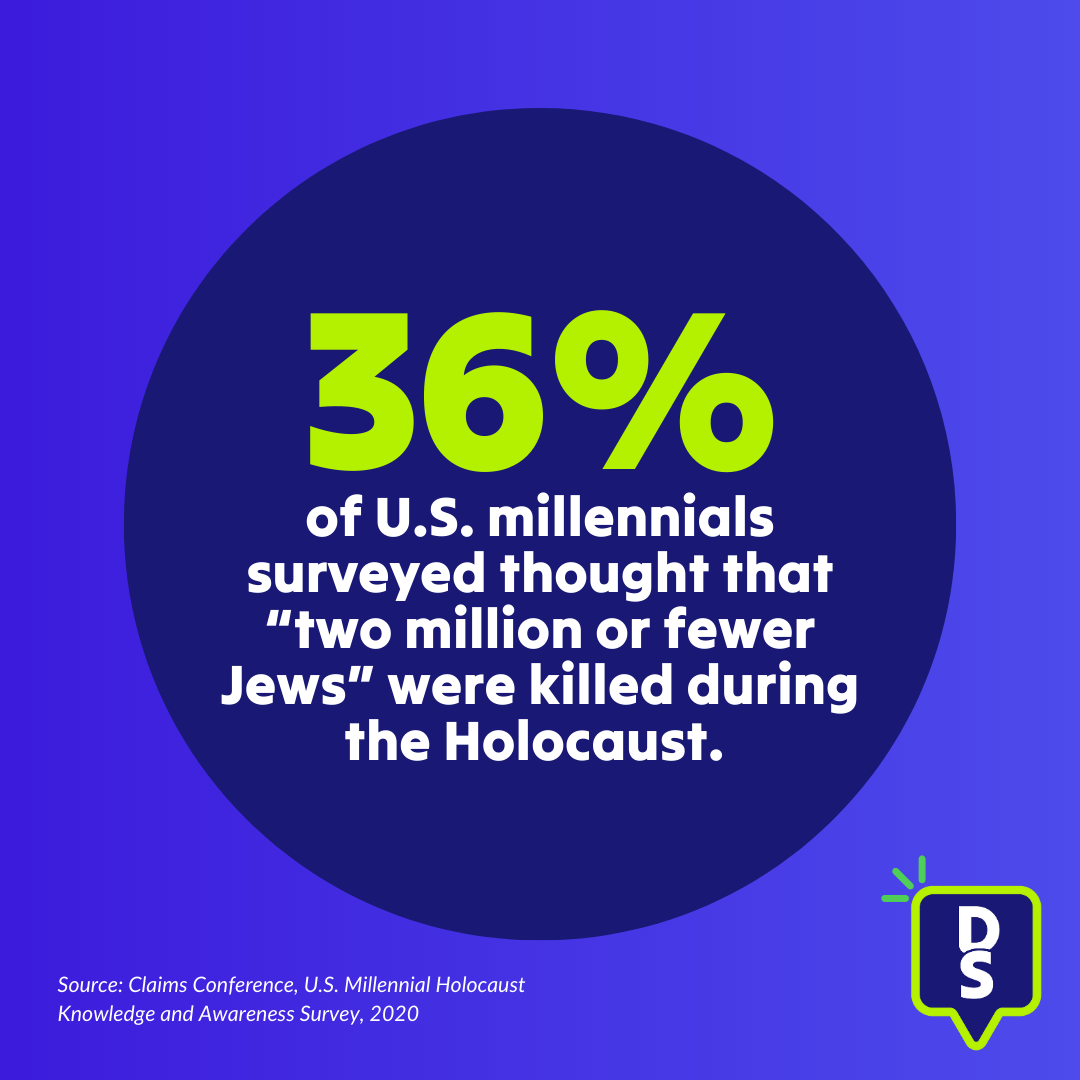 36%
of U.S. millennials
surveyed thought that
“two million or fewer
Jews” were killed during
the Holocaust.
Source: Claims Conference, U.S. Millennial Holocaust
Knowledge and Awareness Survey, 2020
D
S